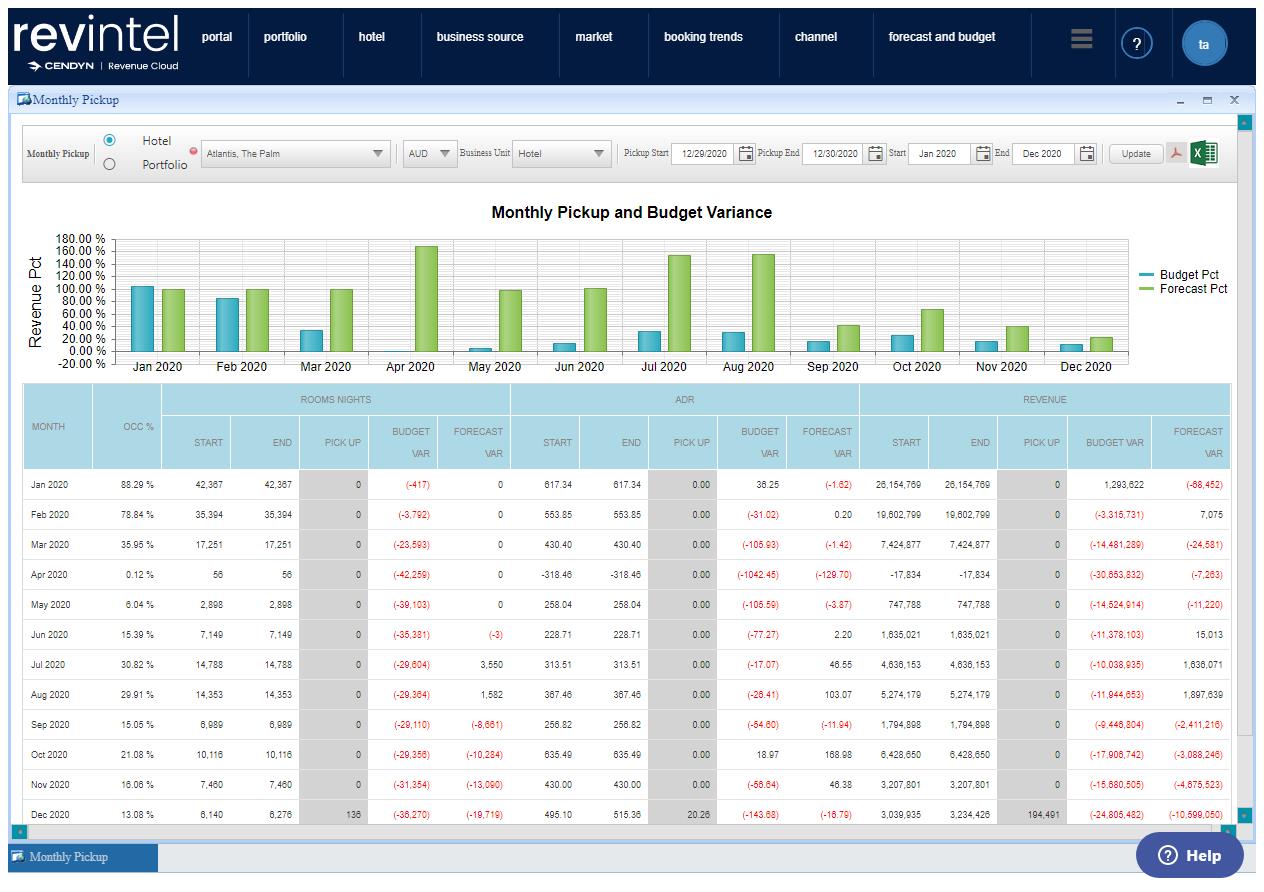 revintel
CENDYN | Revenue Cloud
portal portfolio hotel business source market booking trends channel forecast and budget ? ta
Monthly Pickup
Monthly Pickup Hotel Portfolio Atlantis, The Palm AUD Business Unit Hotel Pickup Start 12/29/2020 Pickup End 12/30/2020 Start Jan 2020 End Dec 2020 Update
Monthly Pickup and Budget Variance
Revenue Pct
180.00 %
160.00 %
140.00 %
120.00 %
100.00 %
80.00 %
60.00 %
40.00 %
20.00 %
0.00 %
-20.00 %
Budget Pct
Forecast Pct
Jan 2020 Feb 2020 Mar 2020 Apr 2020 May 2020 Jun 2020 Jul 2020 Aug 2020 Sep 2020 Oct 2020 Nov 2020 Dec 2020
ROOMS NIGHTS ADR REVENUE
MONTH OCC % START END PICK UP BUDGET VAR FORECAST VAR START END PICK UP BUDGET VAR FORECAST VAR START END PICK UP BUDGET VAR FORECAST VAR
Jan 2020 88.29 % 42,367 42,367 0 (-417) 0 617.34 617.34 0.00 36.25 (-1.62) 26,154,769 26,154,769 0 1,293,622 (-68,452)
Feb 2020 78.84 % 35,394 35,394 0 (-3,792) 0 553.85 553.85 0.00 (-31.02) 0.20 19,602,799 19,602,799 0 (-3,315,731) 7,075
Mar 2020 35.95 % 17,251 17,251 0 (-23,593) 0 430.40 430.40 0.00 (-105.93) (-1.42) 7,424,877 7,424,877 0 (-14,481,289) (-24,581)
Apr 2020 0.12 % 56 56 0 (-42,259) 0 -318.46 -318.46 0.00 (-1042.45) (-129.70) -17,834 -17,834 0 (-30,653,832) (-7,263)
May 2020 6.04 % 2,898 2,898 0 (-39,103) 0 258.04 258.04 0.00 (-105.59) (-3.87) 747,788 747,788 0 (-14,524,914) (-11,220)
Jun 2020 15.39 % 7,149 7,149 0 (-35,381) (-3) 228.71 228.71 0.00 (-77.27) 2.20 1,635,021 1,635,021 0 (-11,378,103) 15,013
Jul 2020 30.82 % 14,788 14,788 0 (-29,604) 3,550 313.51 313.51 0.00 (-17.07) 46.55 4,636,153 4,636,153 0 (-10,038,935) 1,636,071
Aug 2020 29.91 % 14,353 14,353 0 (-29,364) 1,582 367.46 367.46 0.00 (-26.41) 103.07 5,274,179 5,274,179 0 (-11,944,653) 1,897,639
Sep 2020 15.05 % 6,989 6,989 0 (-29,110) (-8,661) 256.82 256.82 0.00 (-54.60) (-11.94) 1,794,898 1,794,898 0 (-9,446,804) (-2,411,216)
Oct 2020 21.08 % 10,116 10,116 0 (-29,356) (-10,284) 635.49 635.49 0.00 18.97 168.98 6,428,650 6,428,650 0 (-17,906,742) (-3,088,246)
Nov 2020 16.06 % 7,460 7,460 0 (-31,354) (-13,090) 430.00 430.00 0.00 (-56.64) 46.38 3,207,801 3,207,801 0 (-15,680,505) (-4,675,523)
Dec 2020 13.08 % 6,140 6,276 136 (-36,270) (-19,719) 495.10 515.36 20.26 (-143.68) (-16.79) 3,039,935 3,234,426 194,491 (-24,805,482) (-10,599,050)
Monthly Pickup
? Help